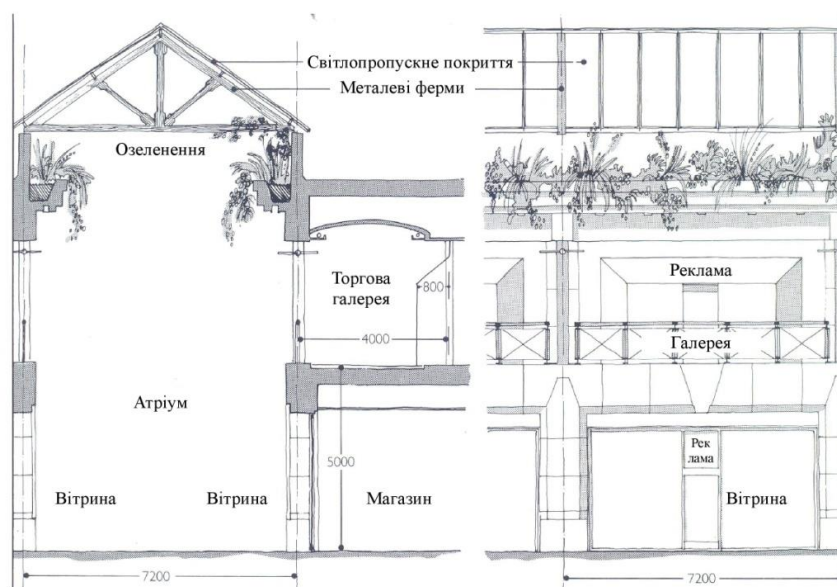 Світлопропускне покриття
Металеві ферми
Озеленення
Торгова
галерея
800
4000
Реклама
Галерея
Атріум
5000
Рек
лама
Вітрина
Вітрина
Магазин
Вітрина
7200
7200